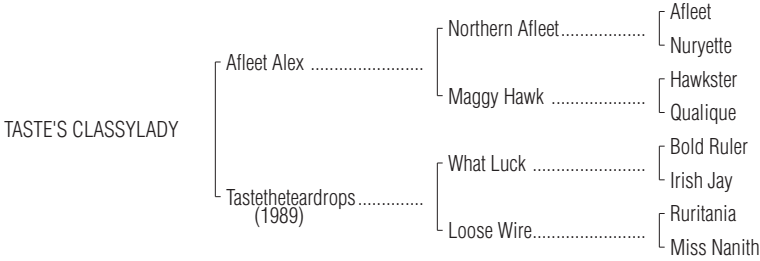 Afleet
Northern Afleet....................
Nuryette
Afleet Alex ........................
Hawkster
Maggy Hawk ......................
Qualique
TASTE'S CLASSYLADY
Bold Ruler
What Luck ..........................
Irish Jay
Tastetheteardrops..............
(1989)
Ruritania
Loose Wire..........................
Miss Nanith